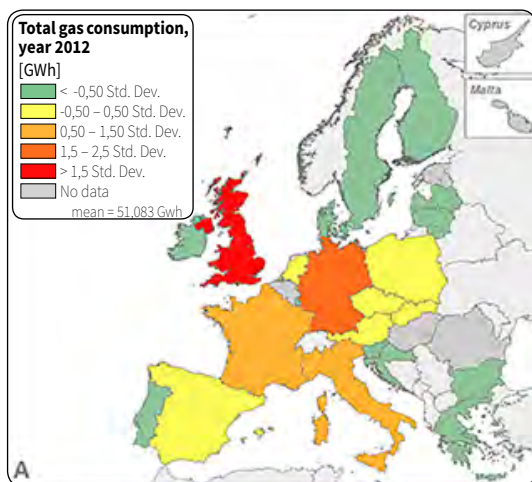 Total gas consumption,
year 2012
[GWh]
< -0,50 Std. Dev.
-0,50 – 0,50 Std. Dev.
0,50 – 1,50 Std. Dev.
1,5 – 2,5 Std. Dev.
> 1,5 Std. Dev.
No data
mean = 51,083 Gwh
Cyprus
Malta
A